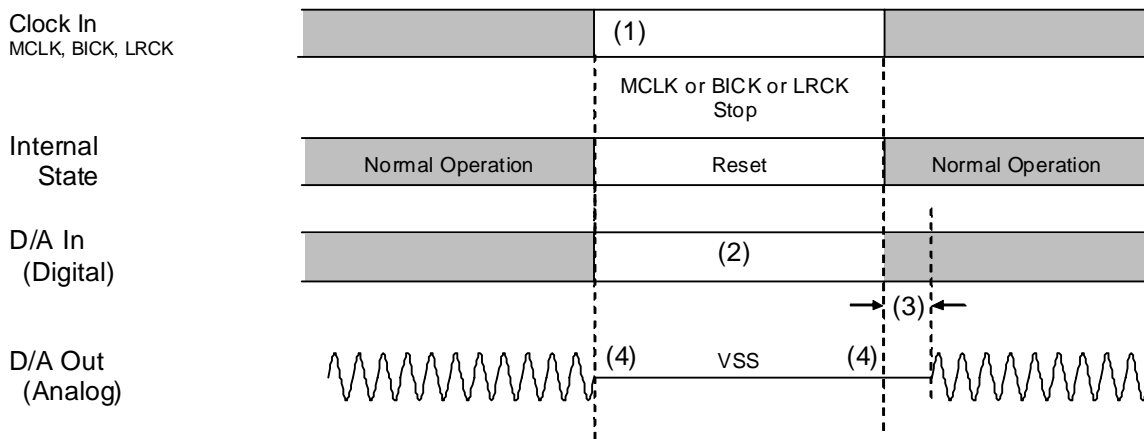 Clock In
MCLK, BICK, LRCK
(1)
MCLK or BICK or LRCK
Stop
Internal
State
Normal Operation
Reset
Normal Operation
D/A In
(Digital)
(2)
(3)
D/A Out
(Analog)
(4)
VSS
(4)